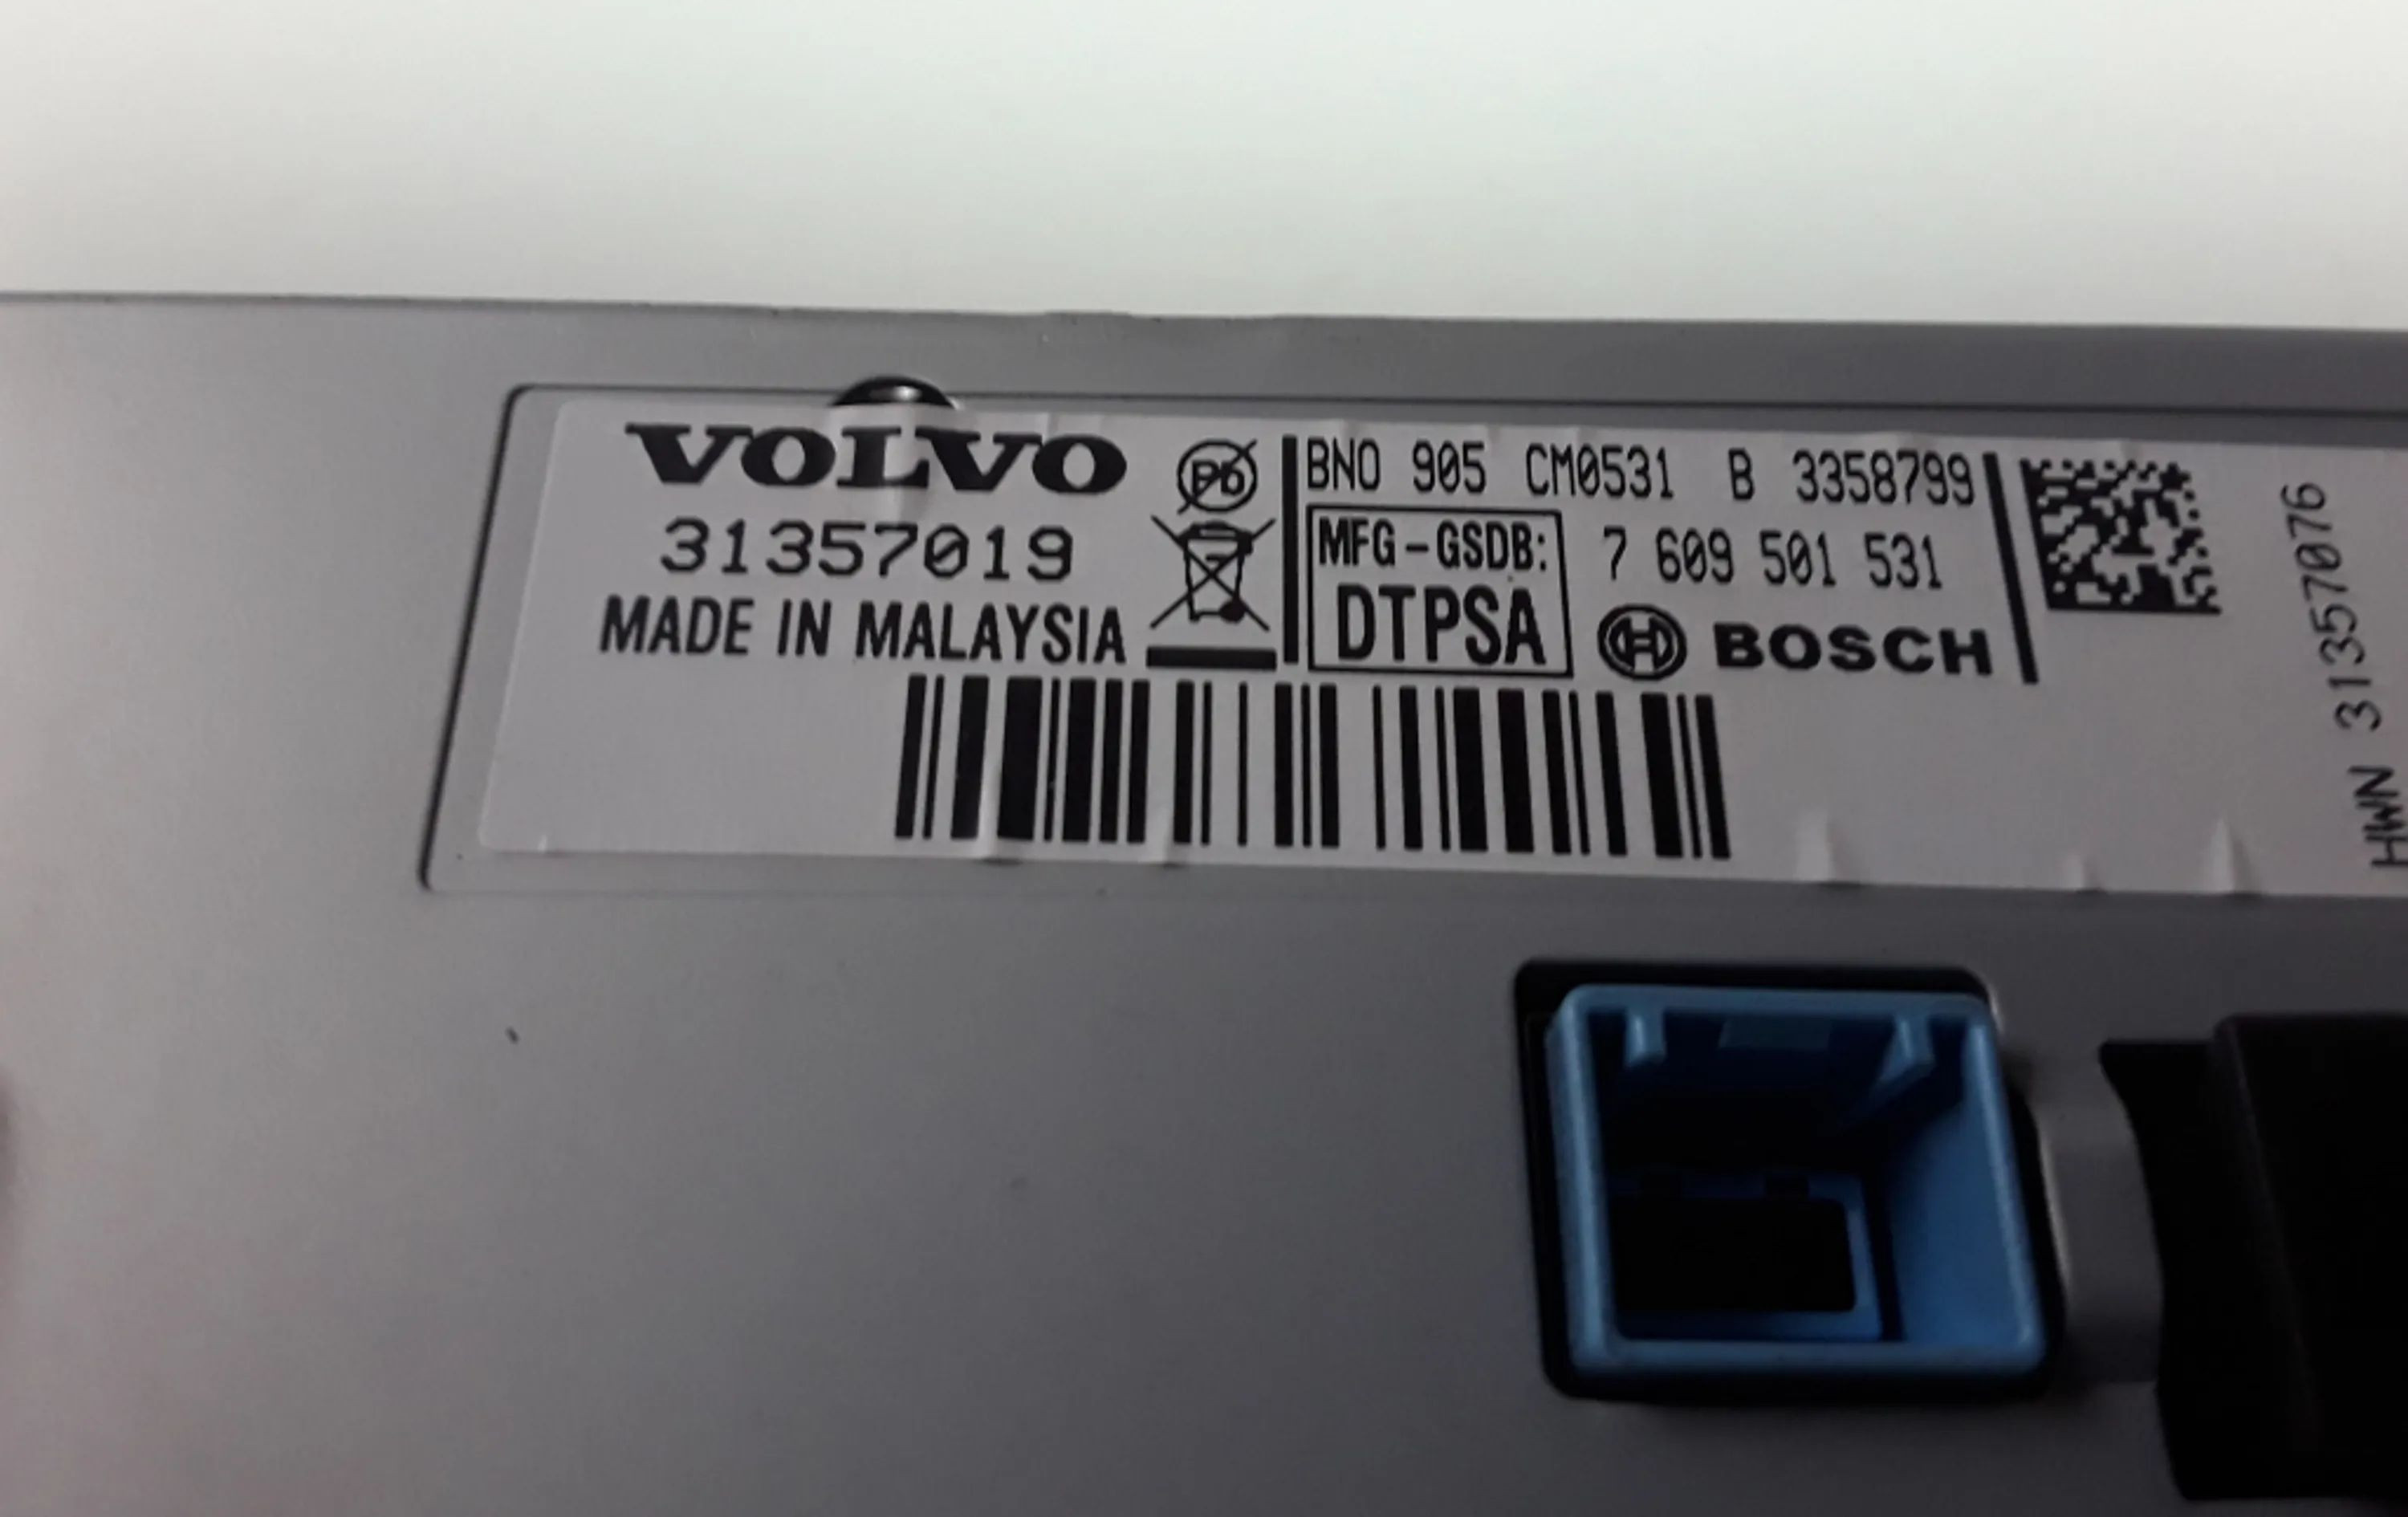 VOLVO
31357019
MADE IN MALAYSIA
Pb
BNO 905 CM0531 B 3358799
MFG-GSDB:
DTPSA
7 609 501 531
BOSCH
HWN 31357076